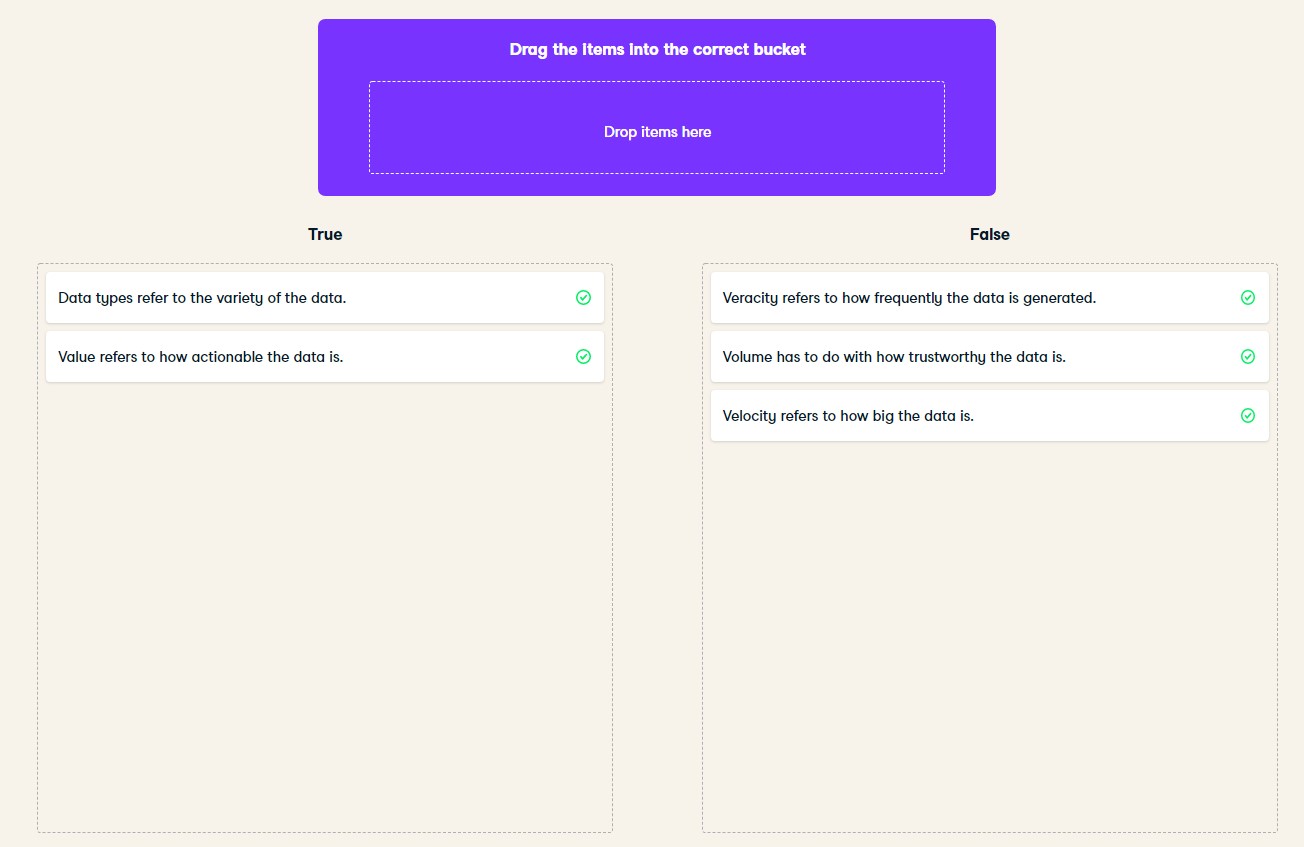 Drag the items into the correct bucket
Drop items here
True
Data types refer to the variety of the data.
Value refers to how actionable the data is.
False
Veracity refers to how frequently the data is generated.
Volume has to do with how trustworthy the data is.
Velocity refers to how big the data is.